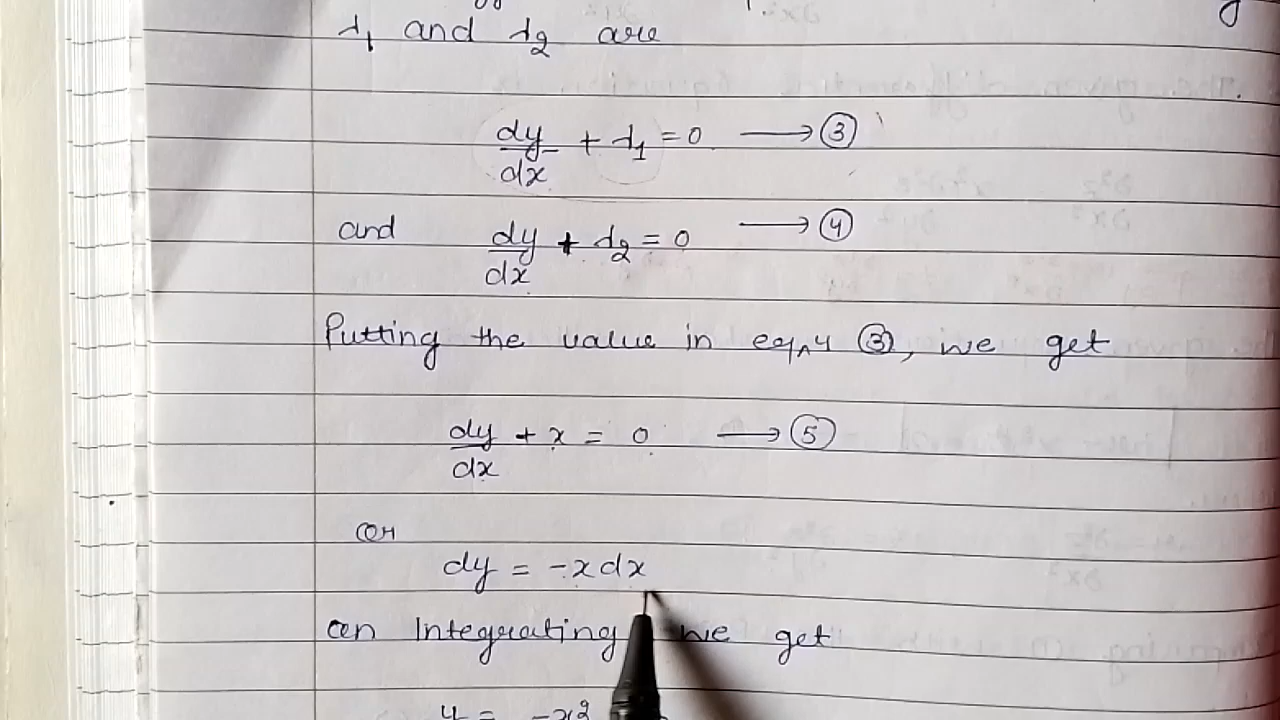 λ₁ and λ₂ are
dy/dx + λ₁ = 0 → ③
and dy/dx + λ₂ = 0 → ④
Putting the value in eqn ③, we get
dy/dx + x = 0 → ⑤
or
dy = -x dx
on Integrating we get
y = -x²